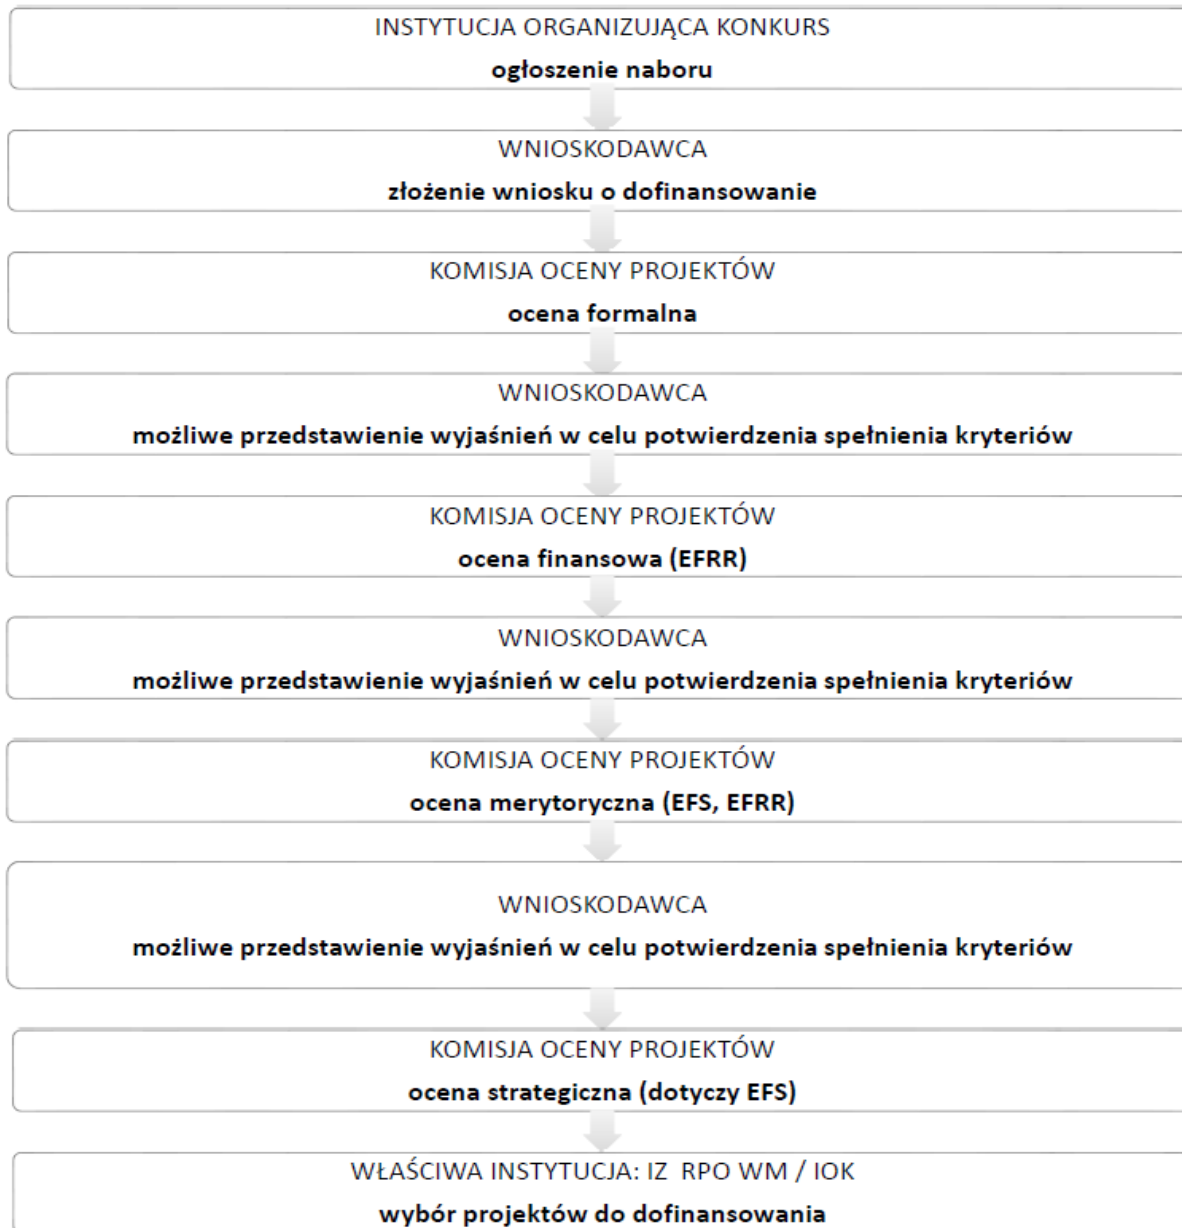 INSTYTUCJA ORGANIZUJĄCA KONKURS
ogłoszenie naboru
WNIOSKODAWCA
złożenie wniosku o dofinansowanie
KOMISJA OCENY PROJEKTÓW
ocena formalna
WNIOSKODAWCA
możliwe przedstawienie wyjaśnień w celu potwierdzenia spełnienia kryteriów
KOMISJA OCENY PROJEKTÓW
ocena finansowa (EFRR)
WNIOSKODAWCA
możliwe przedstawienie wyjaśnień w celu potwierdzenia spełnienia kryteriów
KOMISJA OCENY PROJEKTÓW
ocena merytoryczna (EFS, EFRR)
WNIOSKODAWCA
możliwe przedstawienie wyjaśnień w celu potwierdzenia spełnienia kryteriów
KOMISJA OCENY PROJEKTÓW
ocena strategiczna (dotyczy EFS)
WŁAŚCIWA INSTYTUCJA: IZ RPO WM / IOK
wybór projektów do dofinansowania